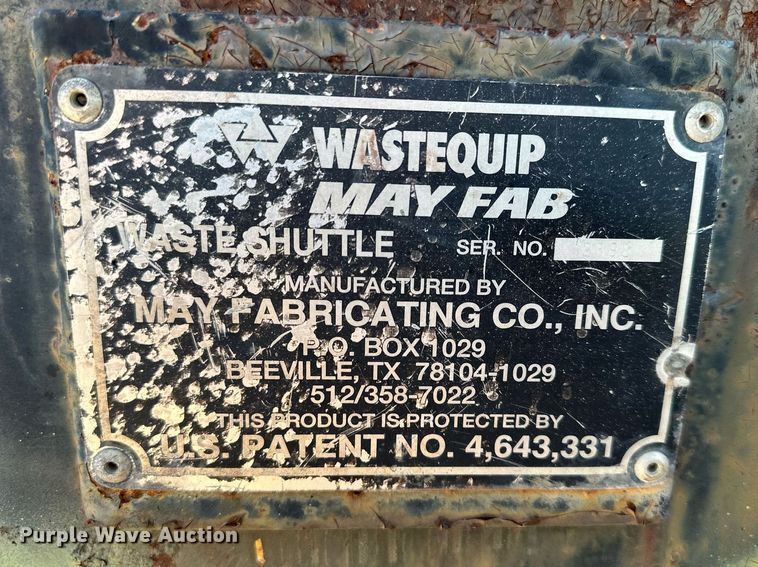 WASTEQUIP
MAY FAB
WASTE SHUTTLE SER. NO.
MANUFACTURED BY
MAY FABRICATING CO., INC.
P.O. BOX 1029
BEEVILLE, TX 78104-1029
512/358-7022
THIS PRODUCT IS PROTECTED BY
U.S. PATENT NO. 4,643,331
Purple Wave Auction